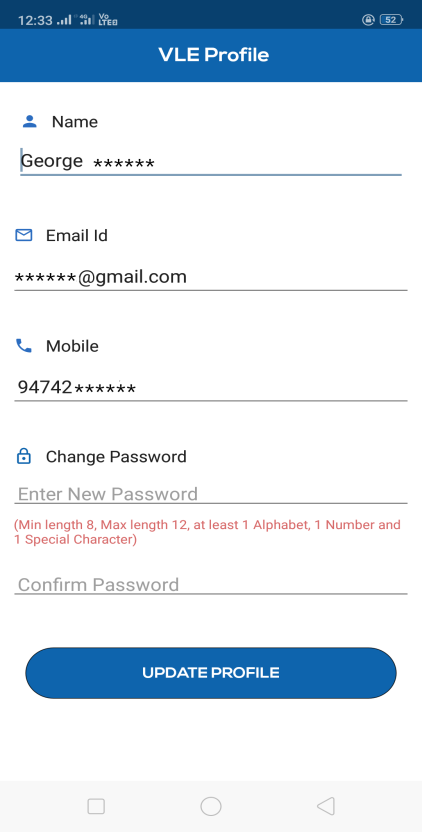 12:33 4G Vo LTE 52
VLE Profile
Name
George ******
Email Id
******@gmail.com
Mobile
94742******
Change Password
Enter New Password
(Min length 8, Max length 12, at least 1 Alphabet, 1 Number and
1 Special Character)
Confirm Password
UPDATE PROFILE